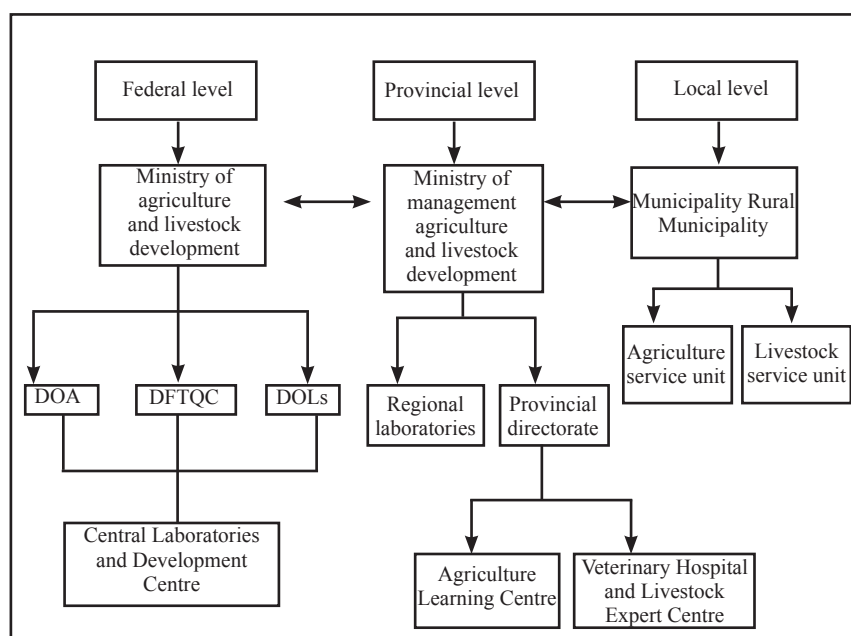 Federal level
Provincial level
Local level
Ministry of
agriculture
and livestock
development
Ministry of
management
agriculture
and livestock
development
Municipality Rural
Municipality
DOA
DFTQC
DOLs
Regional
laboratories
Provincial
directorate
Agriculture
service unit
Livestock
service unit
Central Laboratories
and Development
Centre
Agriculture
Learning Centre
Veterinary Hospital
and Livestock
Expert Centre